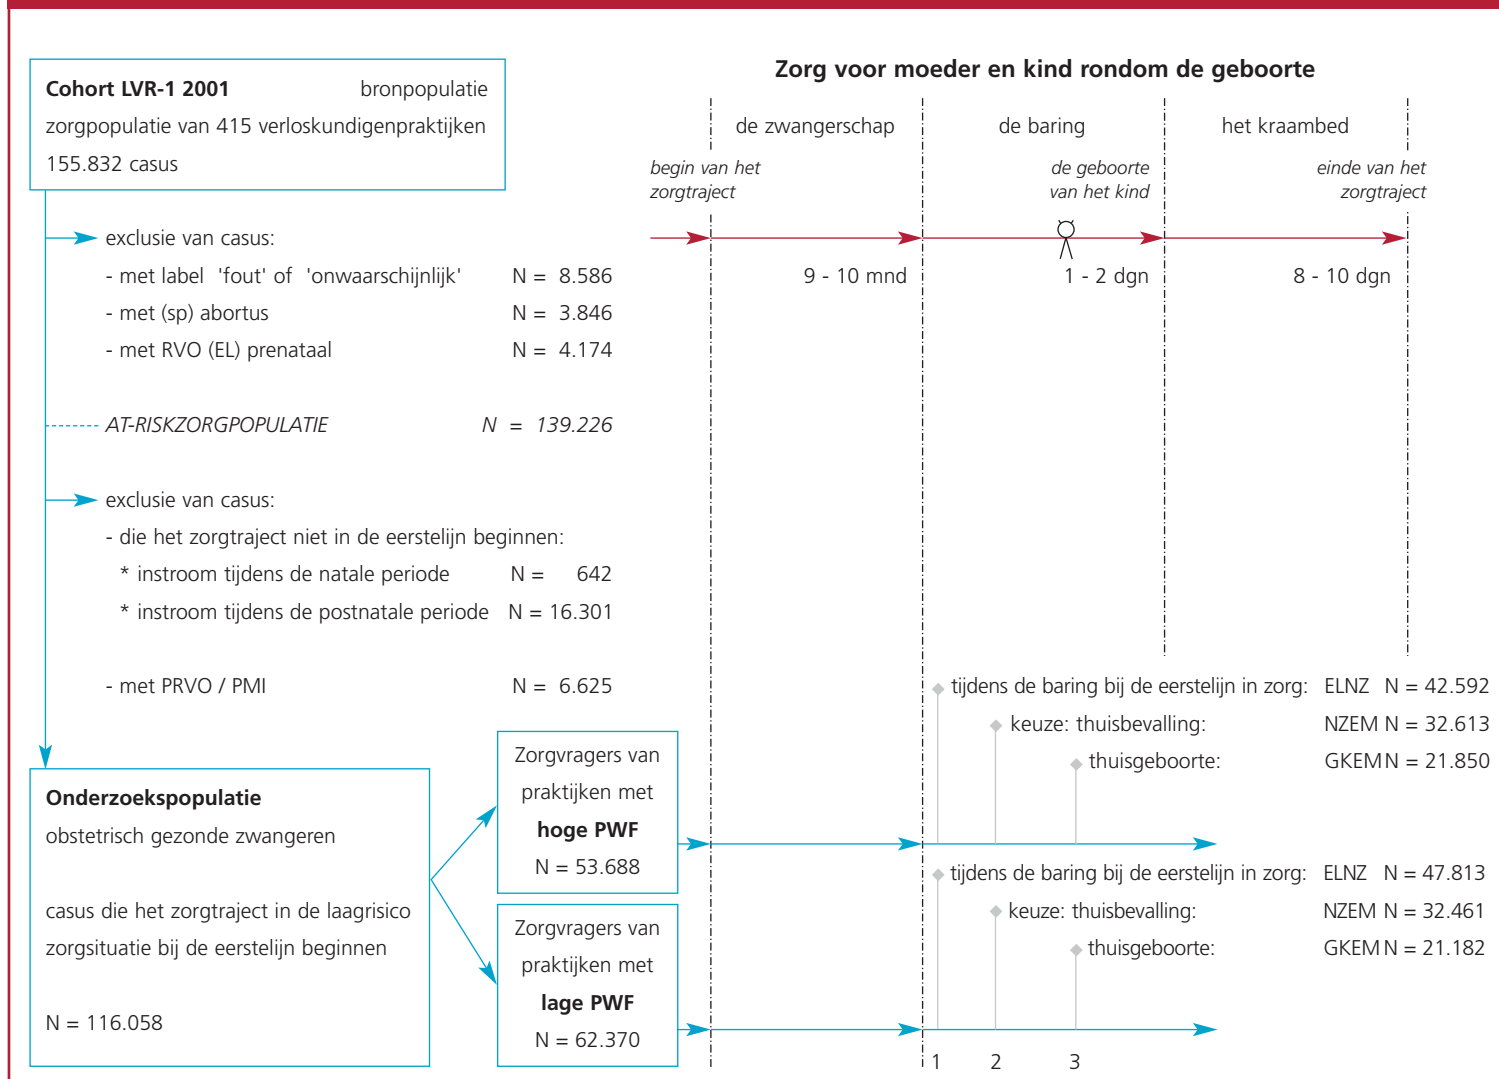 Cohort LVR-1 2001 bronpopulatie
zorgpopulatie van 415 verloskundigenpraktijken
155.832 casus
exclusie van casus:
- met label 'fout' of 'onwaarschijnlijk' N = 8.586
- met (sp) abortus N = 3.846
- met RVO (EL) prenataal N = 4.174
AT-RISKZORGPOPULATIE N = 139.226
exclusie van casus:
- die het zorgtraject niet in de eerstelijn beginnen:
* instroom tijdens de natale periode N = 642
* instroom tijdens de postnatale periode N = 16.301
- met PRVO / PMI N = 6.625
Onderzoekspopulatie
obstetrisch gezonde zwangeren
casus die het zorgtraject in de laagrisico
zorgsituatie bij de eerstelijn beginnen
N = 116.058
Zorgvragers van
praktijken met
hoge PWF
N = 53.688
Zorgvragers van
praktijken met
lage PWF
N = 62.370
Zorg voor moeder en kind rondom de geboorte
de zwangerschap de baring het kraambed
begin van het
zorgtraject
de geboorte
van het kind
einde van het
zorgtraject
9 - 10 mnd 1 - 2 dgn 8 - 10 dgn
tijdens de baring bij de eerstelijn in zorg: ELNZ N = 42.592
keuze: thuisbevalling: NZEM N = 32.613
thuisgeboorte: GKEM N = 21.850
tijdens de baring bij de eerstelijn in zorg: ELNZ N = 47.813
keuze: thuisbevalling: NZEM N = 32.461
thuisgeboorte: GKEM N = 21.182
1 2 3